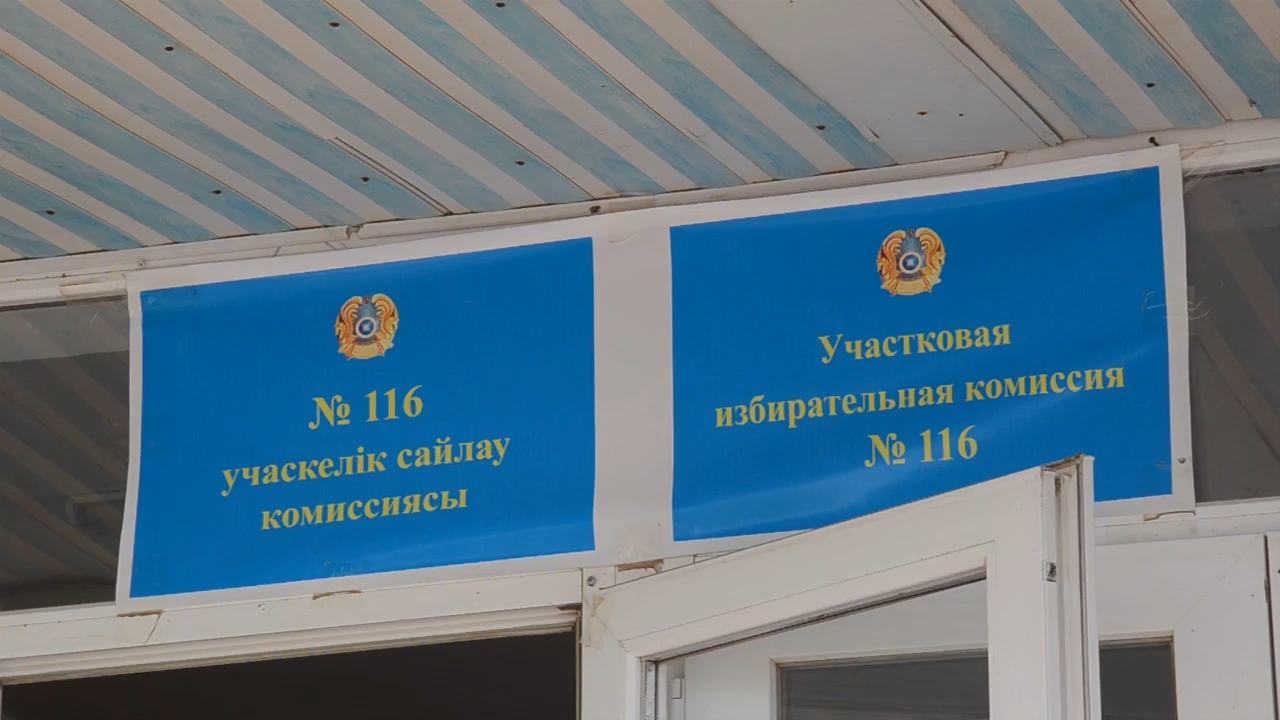 № 116
учаскелік сайлау
комиссиясы
Участковая
избирательная комиссия
№ 116